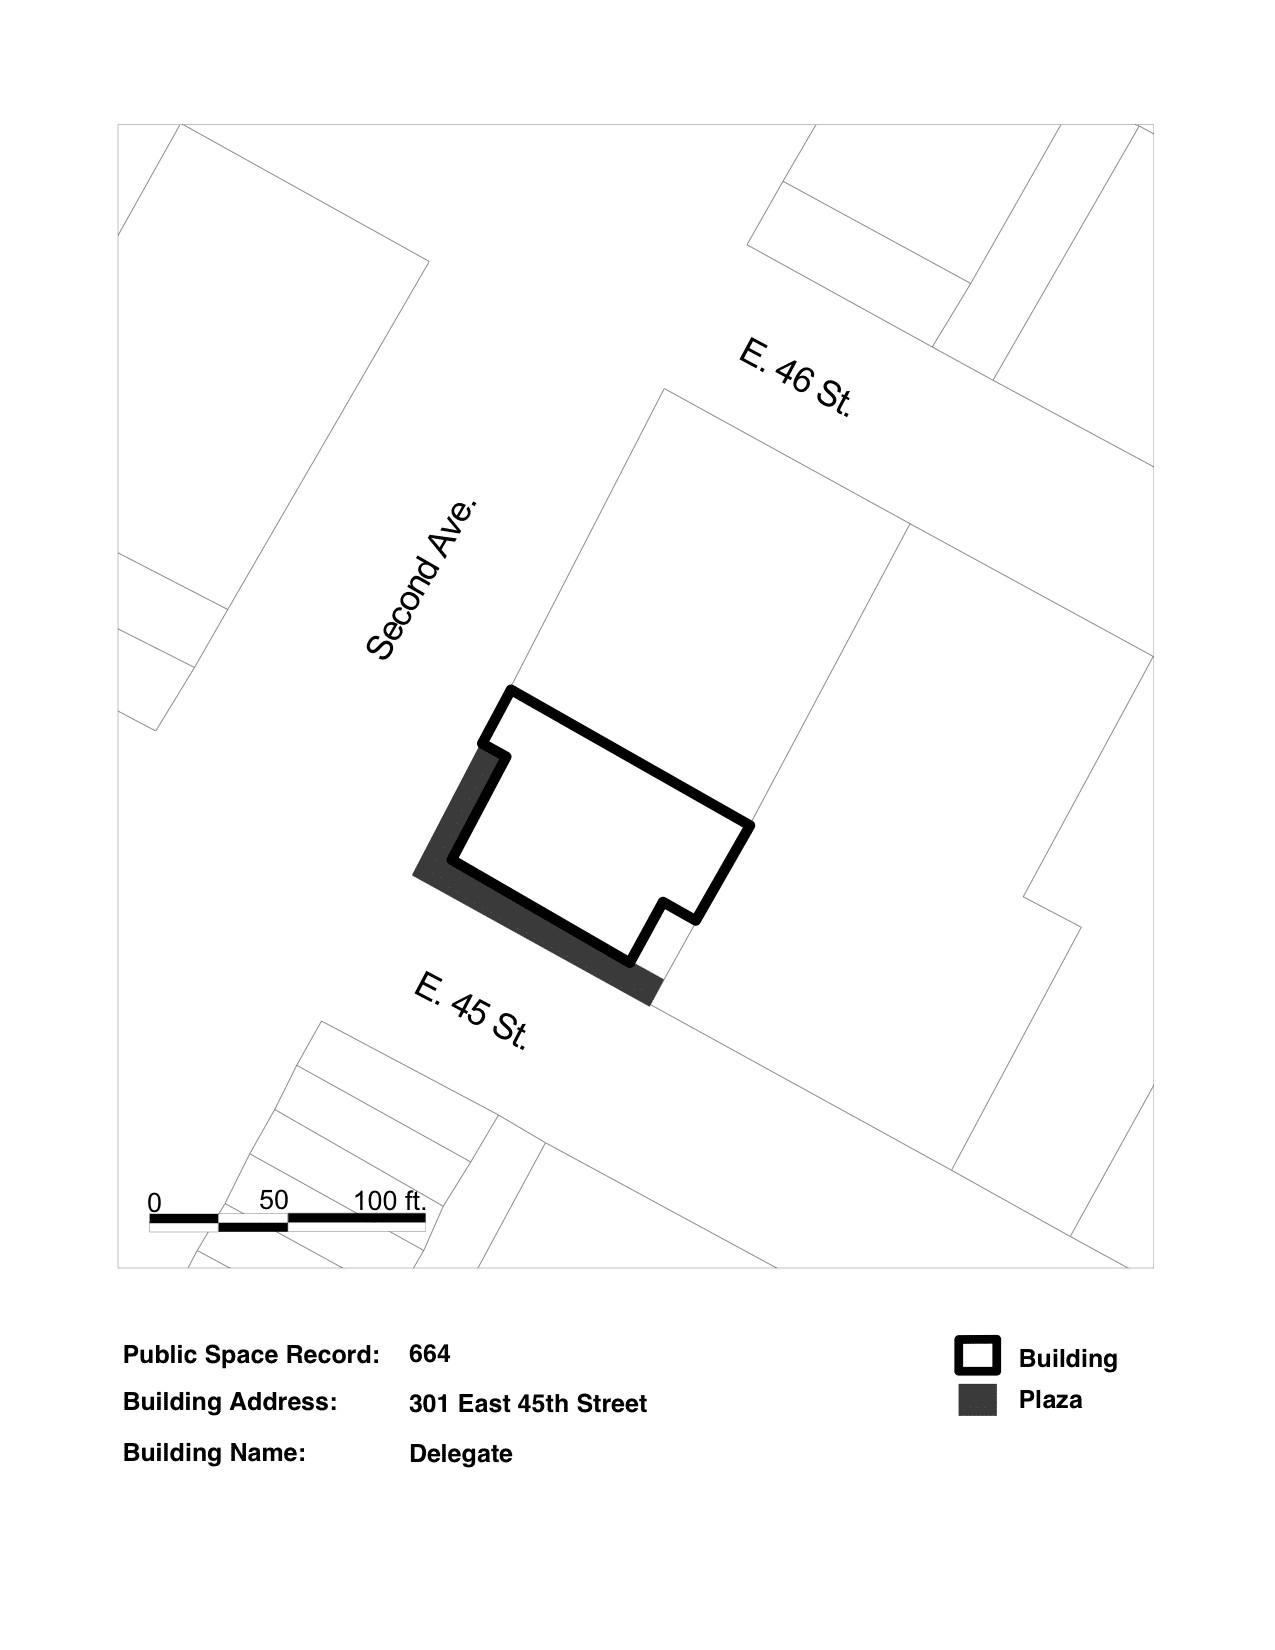 E. 46 St.
Second Ave.
E. 45 St.
0 50 100 ft.
Public Space Record: 664
Building Address: 301 East 45th Street
Building Name: Delegate
Building
Plaza